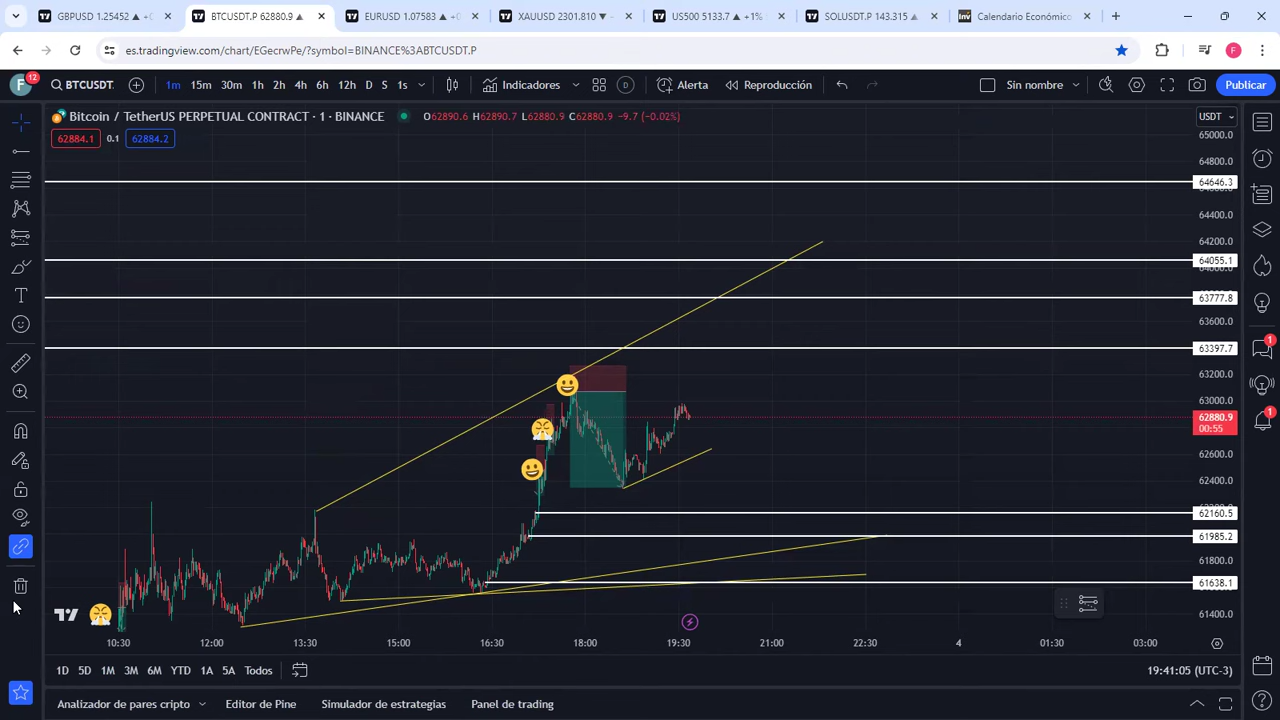 GBPUSD 1.25452 ▲ +0
BTCUSDT.P 62880.9 ▲
EURUSD 1.07583 ▲ +0
XAUUSD 2301.810 ▼ −
US500 5133.7 ▲ +1%
SOLUSDT.P 143.315 ▲
Calendario Económico
es.tradingview.com/chart/EGecrwPe/?symbol=BINANCE%3ABTCUSDT.P
F
F 12 BTCUSDT. 1m 15m 30m 1h 2h 4h 6h 12h D S 1s Indicadores D Alerta Reproducción Sin nombre Publicar
Bitcoin / TetherUS PERPETUAL CONTRACT · 1 · BINANCE O62890.6 H62890.7 L62880.9 C62880.9 −9.7 (−0.02%) USDT
62884.1 0.1 62884.2
65000.0
64800.0
64646.3
64400.0
64200.0
64055.1
64000.0
63777.8
63600.0
63397.7
63200.0
63000.0
62880.9
00:55
62600.0
62400.0
62160.5
61985.2
61800.0
61638.1
61400.0
1
1
10:30 12:00 13:30 15:00 16:30 18:00 19:30 21:00 22:30 4 01:30 03:00
1D 5D 1M 3M 6M YTD 1A 5A Todos 19:41:05 (UTC-3)
Analizador de pares cripto Editor de Pine Simulador de estrategias Panel de trading